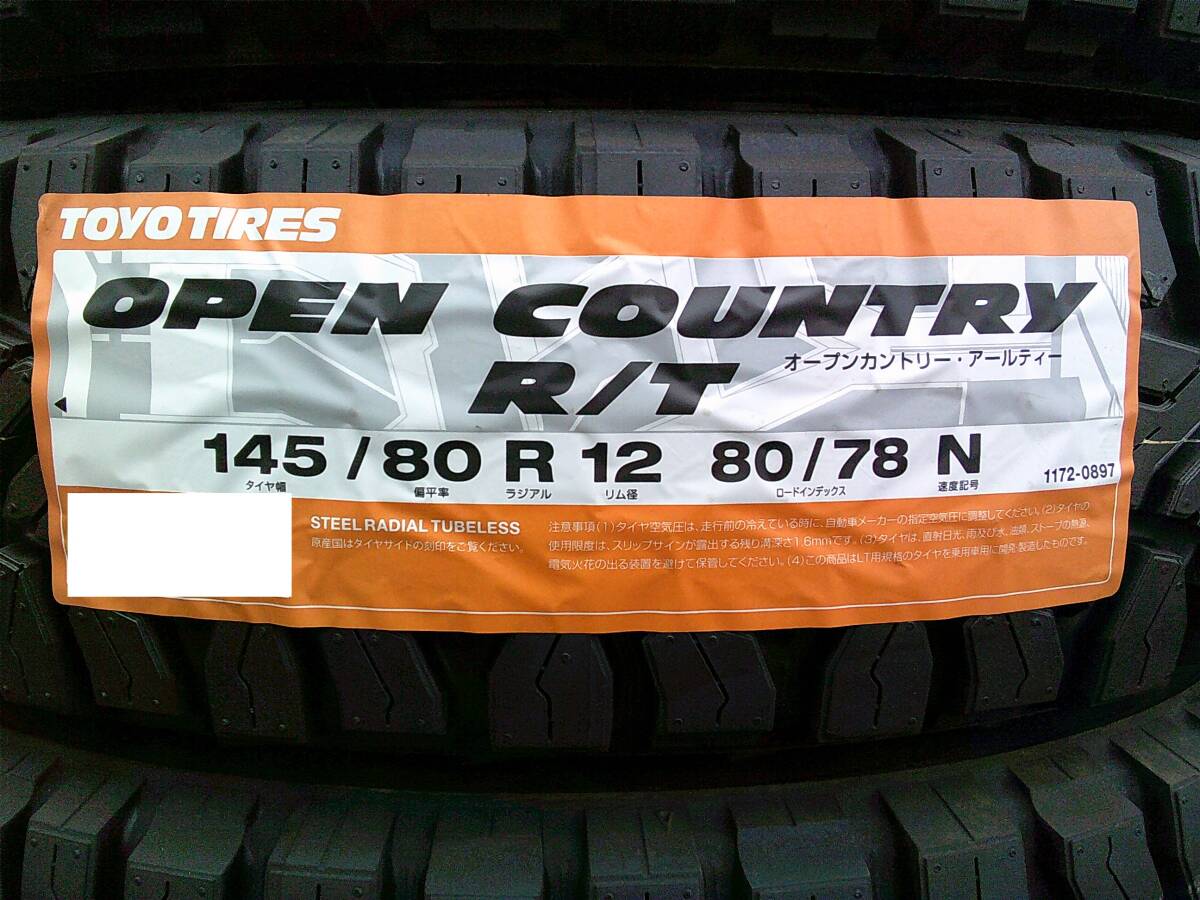 TOYO TIRES
OPEN COUNTRY
R/T オープンカントリー・アールティー
145/80 R 12 80/78 N
タイヤ幅 偏平率 ラジアル リム径 ロードインデックス 速度記号 1172-0897
STEEL RADIAL TUBELESS
原産国はタイヤサイドの刻印をご覧ください。
注意事項(1)タイヤ空気圧は、走行前の冷えている時に、自動車メーカーの指定空気圧に調整してください。(2)タイヤの
使用限度は、スリップサインが露出する残り溝深さ1.6mmです。(3)タイヤは、直射日光、雨及び水、油類、ストーブの熱源、
電気火花の出る装置を避けて保管してください。(4)この商品はLT用規格のタイヤを乗用車用に開発・製造したものです。